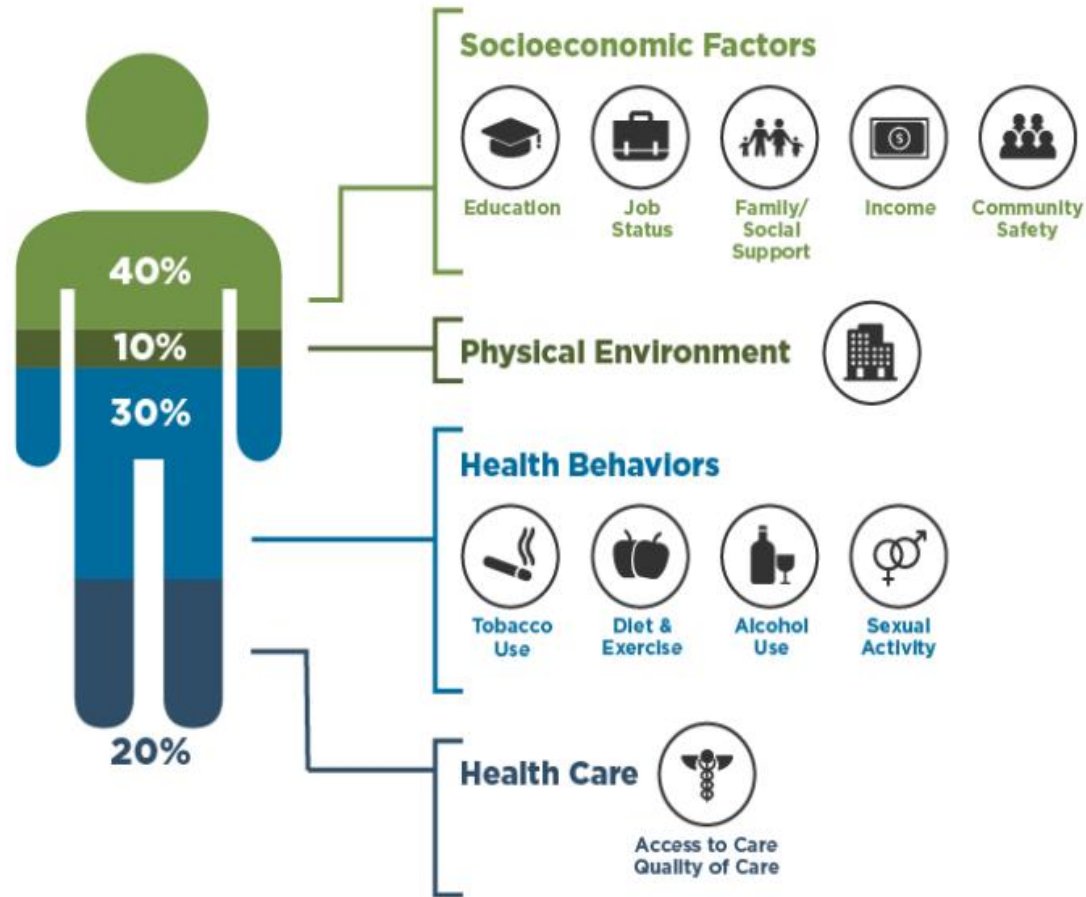 Socioeconomic Factors
Education
Job
Status
Family/
Social
Support
Income
Community
Safety
40%
10%
Physical Environment
30%
Health Behaviors
Tobacco
Use
Diet &
Exercise
Alcohol
Use
Sexual
Activity
20%
Health Care
Access to Care
Quality of Care